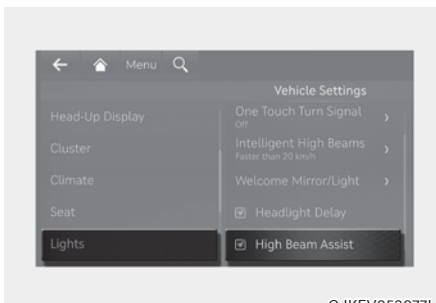 Menu
Vehicle Settings
Head-Up Display
Cluster
Climate
Seat
Lights
One Touch Turn Signal
Off
Intelligent High Beams
Faster than 20 km/h
Welcome Mirror/Light
Headlight Delay
High Beam Assist